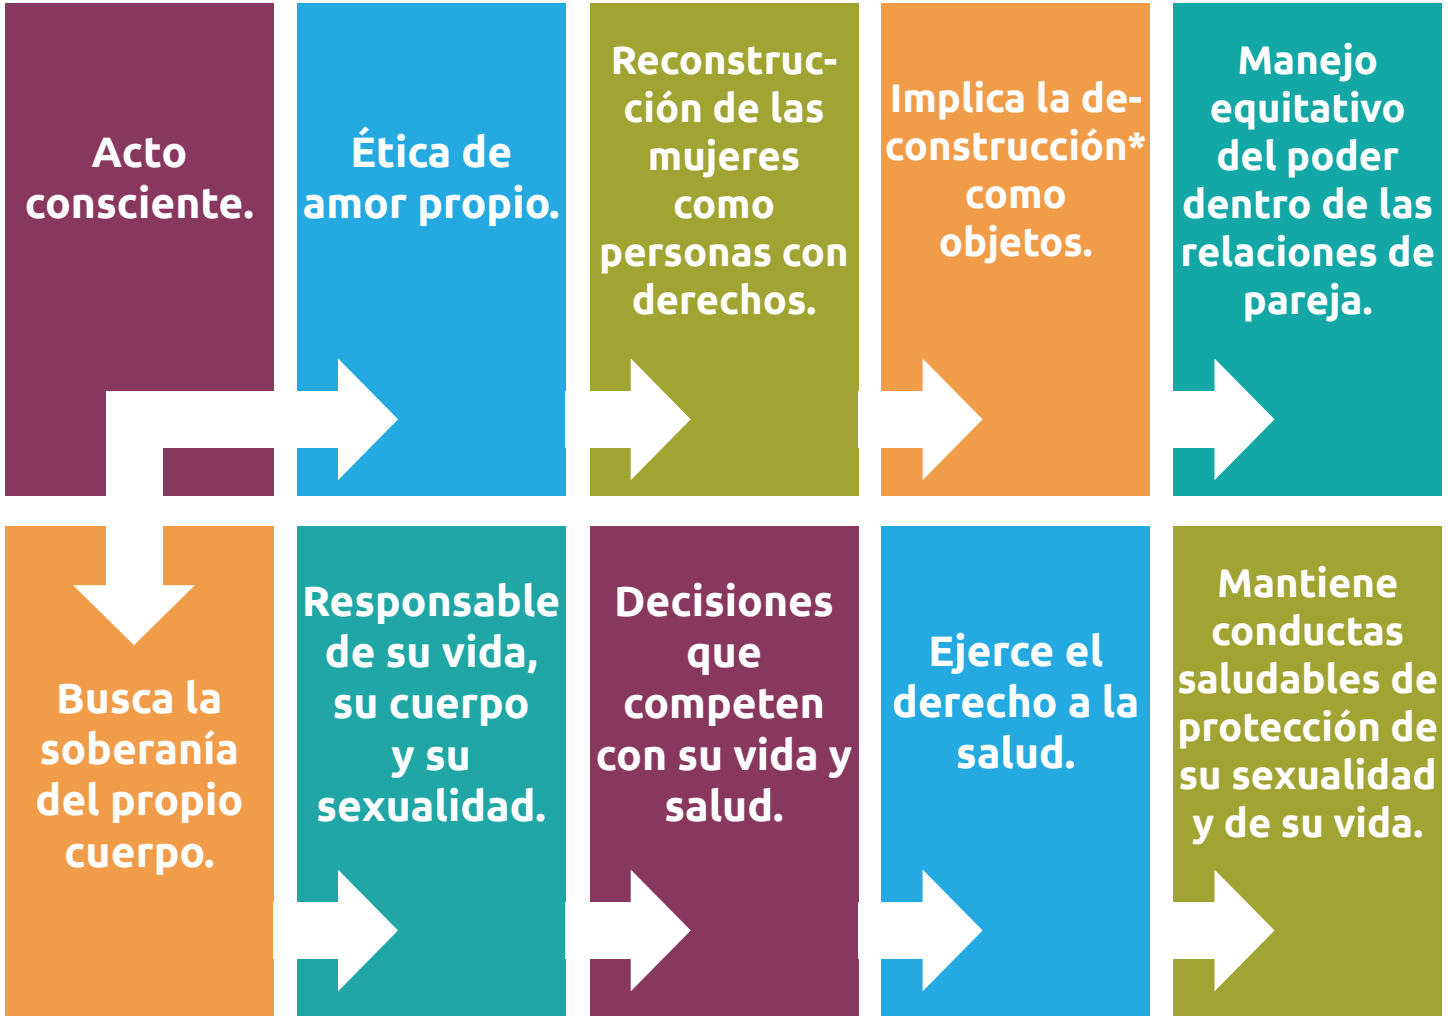 Acto
consciente.
Ética de
amor propio.
Reconstruc-
ción de las
mujeres
como
personas con
derechos.
Implica la de-
construcción*
como
objetos.
Manejo
equitativo
del poder
dentro de las
relaciones de
pareja.
Busca la
soberanía
del propio
cuerpo.
Responsable
de su vida,
su cuerpo
y su
sexualidad.
Decisiones
que
competen
con su vida y
salud.
Ejerce el
derecho a la
salud.
Mantiene
conductas
saludables de
protección de
su sexualidad
y de su vida.